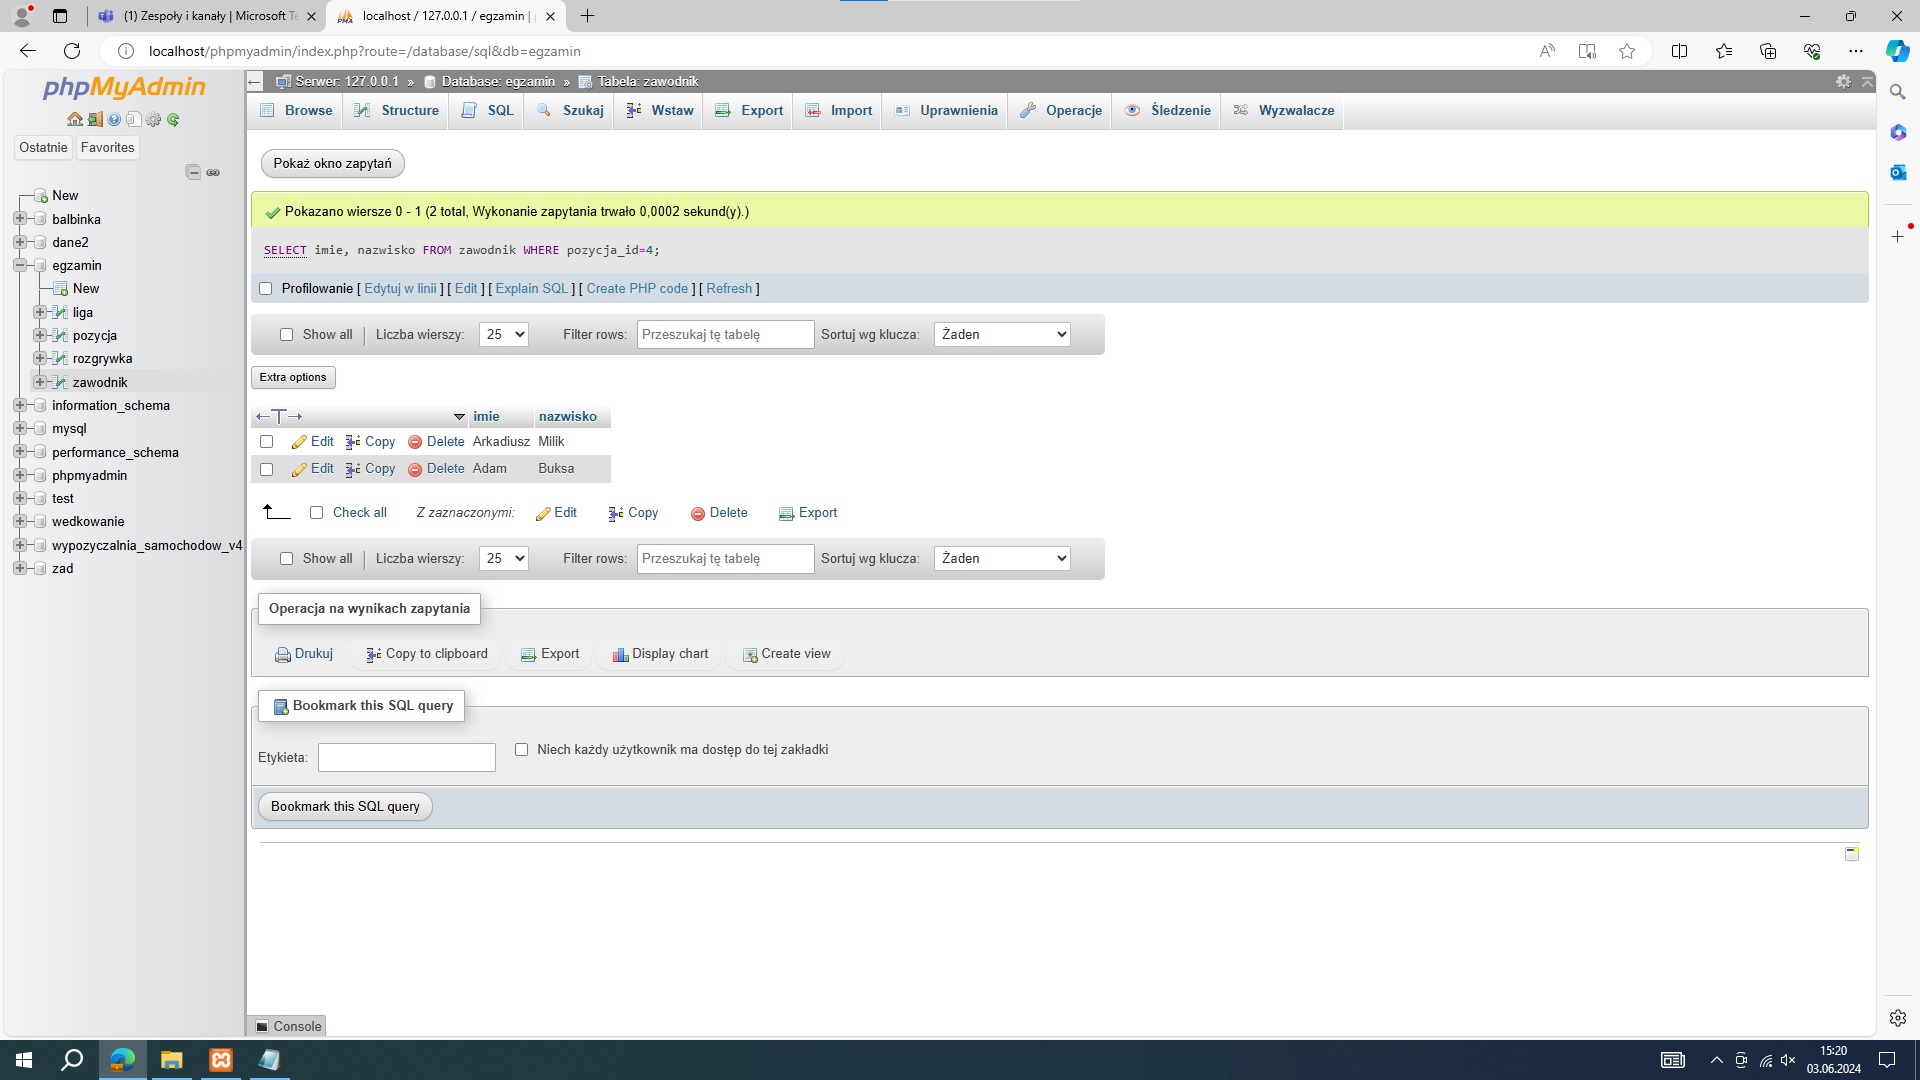 (1) Zespoły i kanały | Microsoft Te
localhost / 127.0.0.1 / egzamin |
localhost/phpmyadmin/index.php?route=/database/sql&db=egzamin
phpMyAdmin
Ostatnie Favorites
New
balbinka
dane2
egzamin
New
liga
pozycja
rozgrywka
zawodnik
information_schema
mysql
performance_schema
phpmyadmin
test
wedkowanie
wypozyczalnia_samochodow_v4
zad
Serwer: 127.0.0.1 » Database: egzamin » Tabela: zawodnik
Browse Structure SQL Szukaj Wstaw Export Import Uprawnienia Operacje Śledzenie Wyzwalacze
Pokaż okno zapytań
Pokazano wiersze 0 - 1 (2 total, Wykonanie zapytania trwało 0,0002 sekund(y).)
SELECT imie, nazwisko FROM zawodnik WHERE pozycja_id=4;
Profilowanie [ Edytuj w linii ] [ Edit ] [ Explain SQL ] [ Create PHP code ] [ Refresh ]
Show all | Liczba wierszy: 25 Filter rows: Przeszukaj tę tabelę Sortuj wg klucza: Żaden
Extra options
←T→ imie nazwisko
Edit Copy Delete Arkadiusz Milik
Edit Copy Delete Adam Buksa
Check all Z zaznaczonymi: Edit Copy Delete Export
Show all | Liczba wierszy: 25 Filter rows: Przeszukaj tę tabelę Sortuj wg klucza: Żaden
Operacja na wynikach zapytania
Drukuj Copy to clipboard Export Display chart Create view
Bookmark this SQL query
Etykieta: Niech każdy użytkownik ma dostęp do tej zakładki
Bookmark this SQL query
Console
15:20
03.06.2024